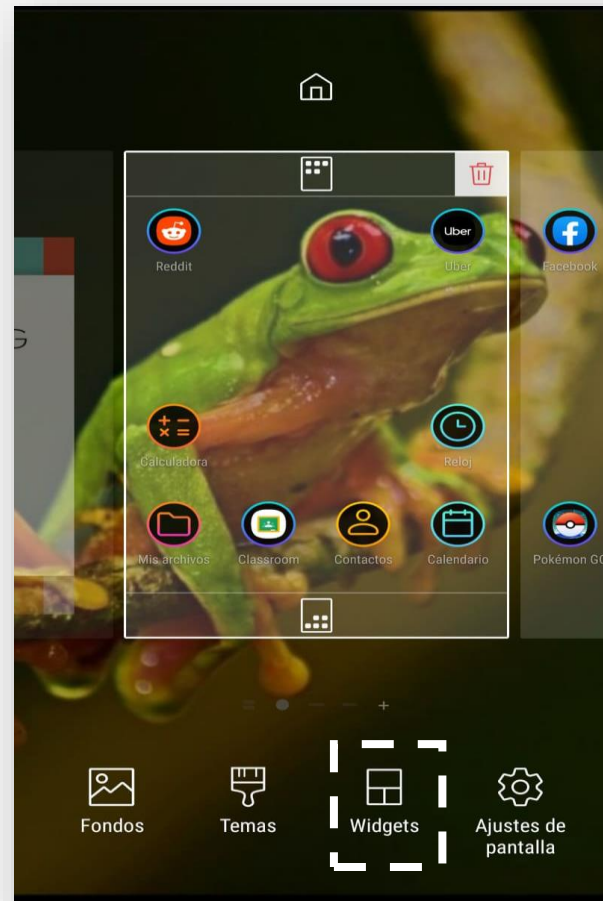 Uber
Reddit
Uber
Facebook
G
Calculadora
Reloj
Mis archivos
Classroom
Contactos
Calendario
Pokémon GO
Fondos
Temas
Widgets
Ajustes de
pantalla